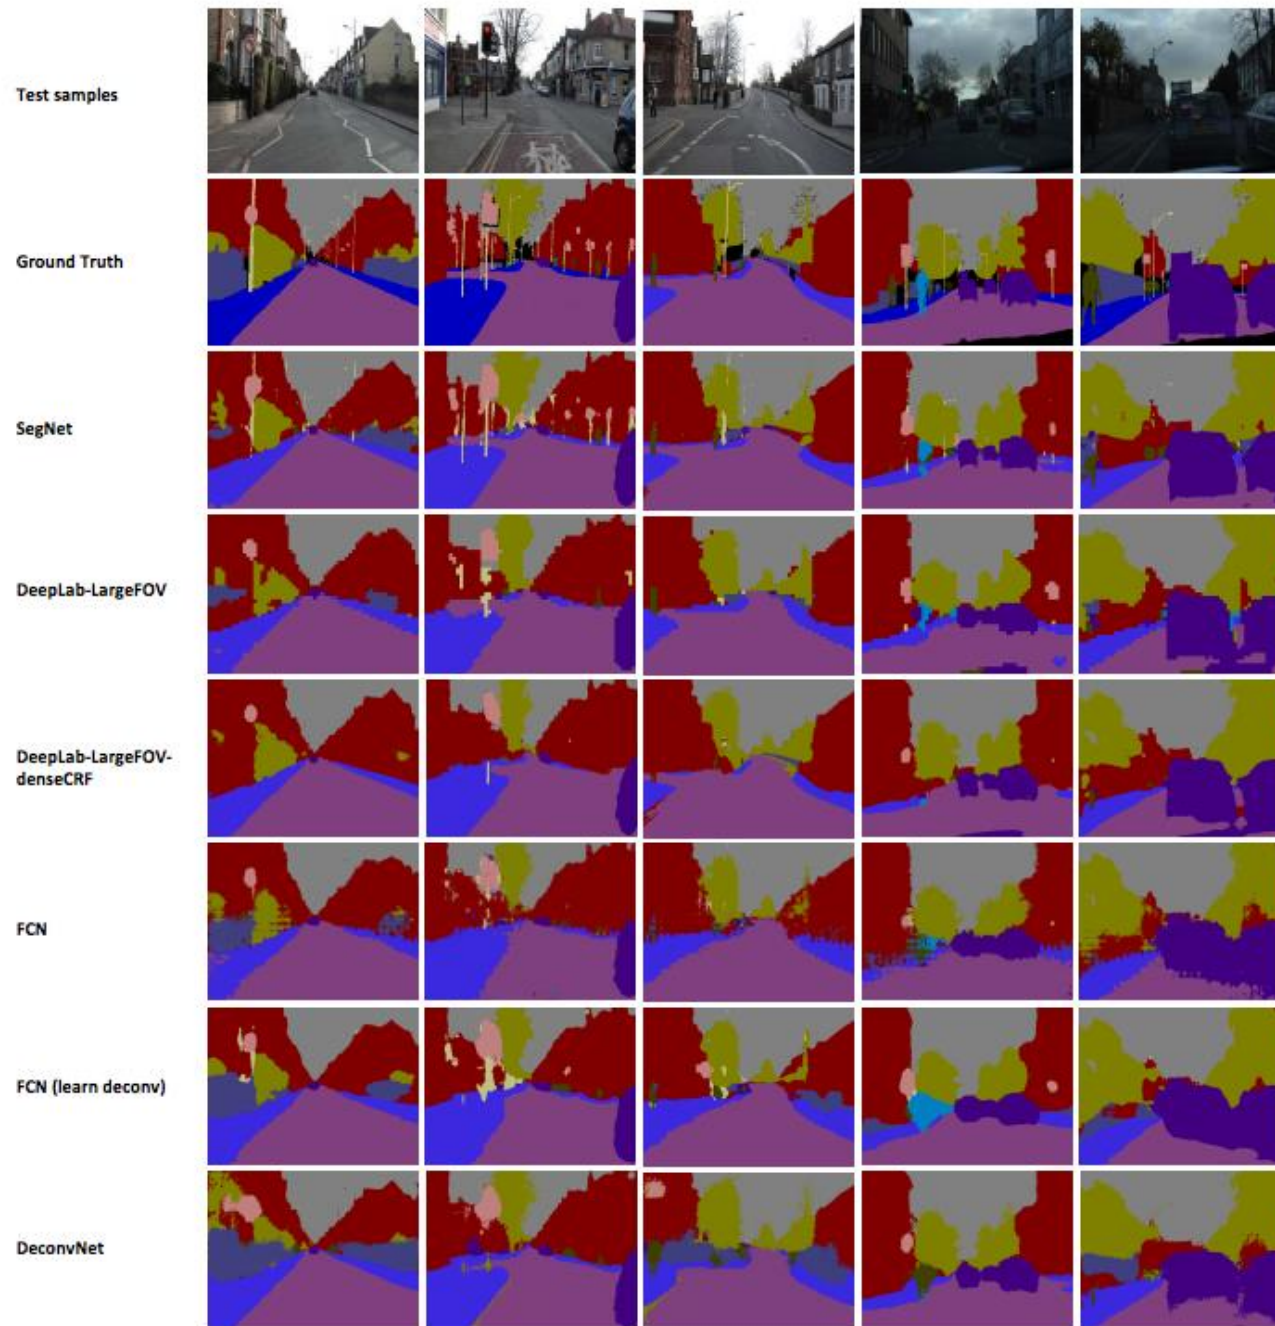 Test samples
Ground Truth
SegNet
DeepLab-LargeFOV
DeepLab-LargeFOV-
denseCRF
FCN
FCN (learn deconv)
DeconvNet